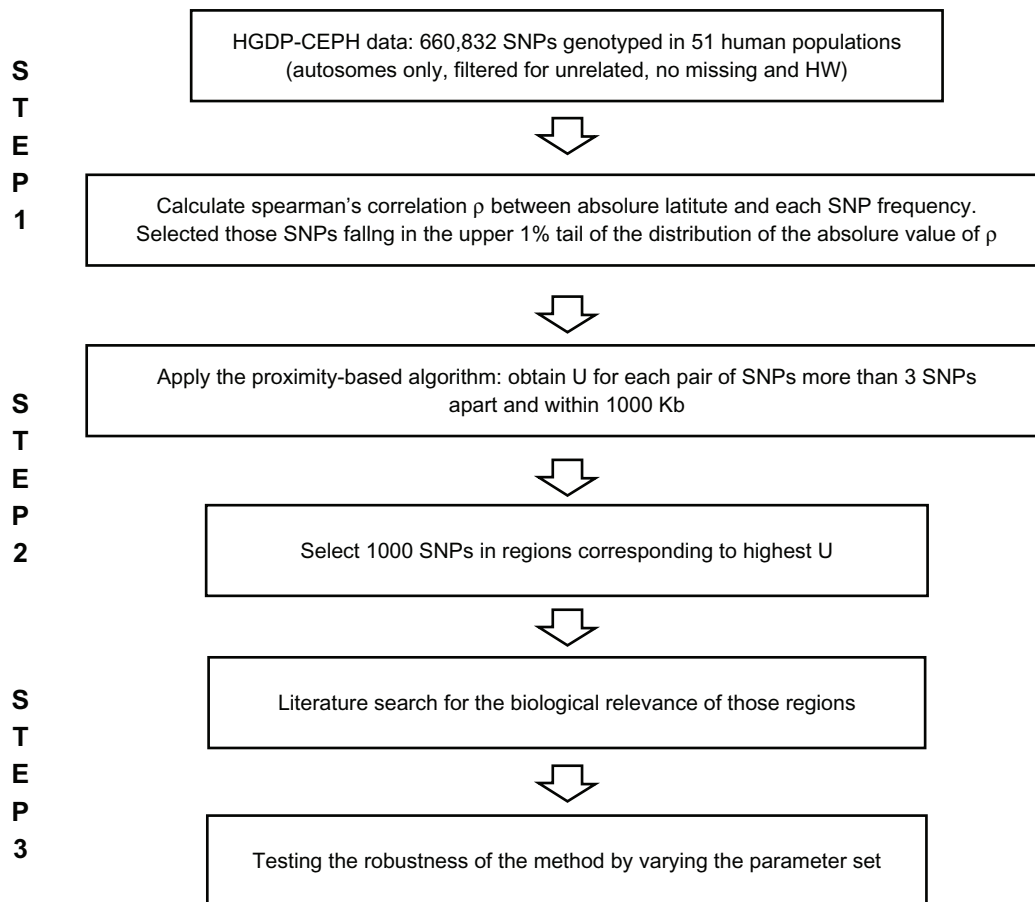 STEP1
HGDP-CEPH data: 660,832 SNPs genotyped in 51 human populations
(autosomes only, filtered for unrelated, no missing and HW)
Calculate spearman's correlation ρ between absolure latitute and each SNP frequency.
Selected those SNPs fallng in the upper 1% tail of the distribution of the absolure value of ρ
STEP2
Apply the proximity-based algorithm: obtain U for each pair of SNPs more than 3 SNPs
apart and within 1000 Kb
Select 1000 SNPs in regions corresponding to highest U
STEP3
Literature search for the biological relevance of those regions
Testing the robustness of the method by varying the parameter set